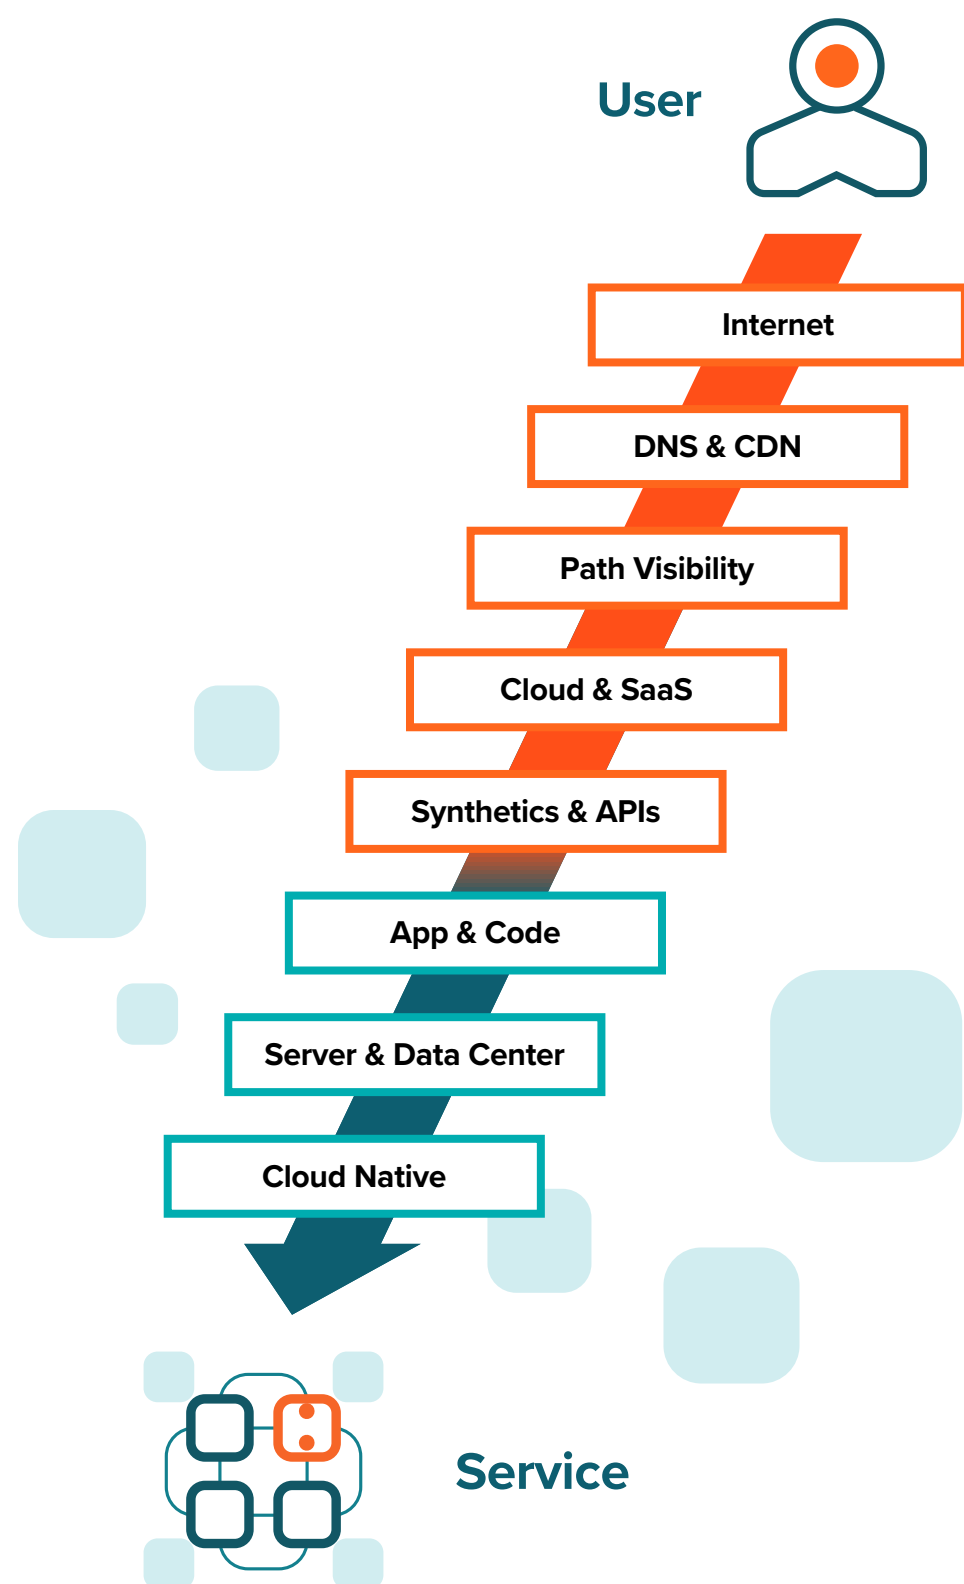 User
Internet
DNS & CDN
Path Visibility
Cloud & SaaS
Synthetics & APIs
App & Code
Server & Data Center
Cloud Native
Service